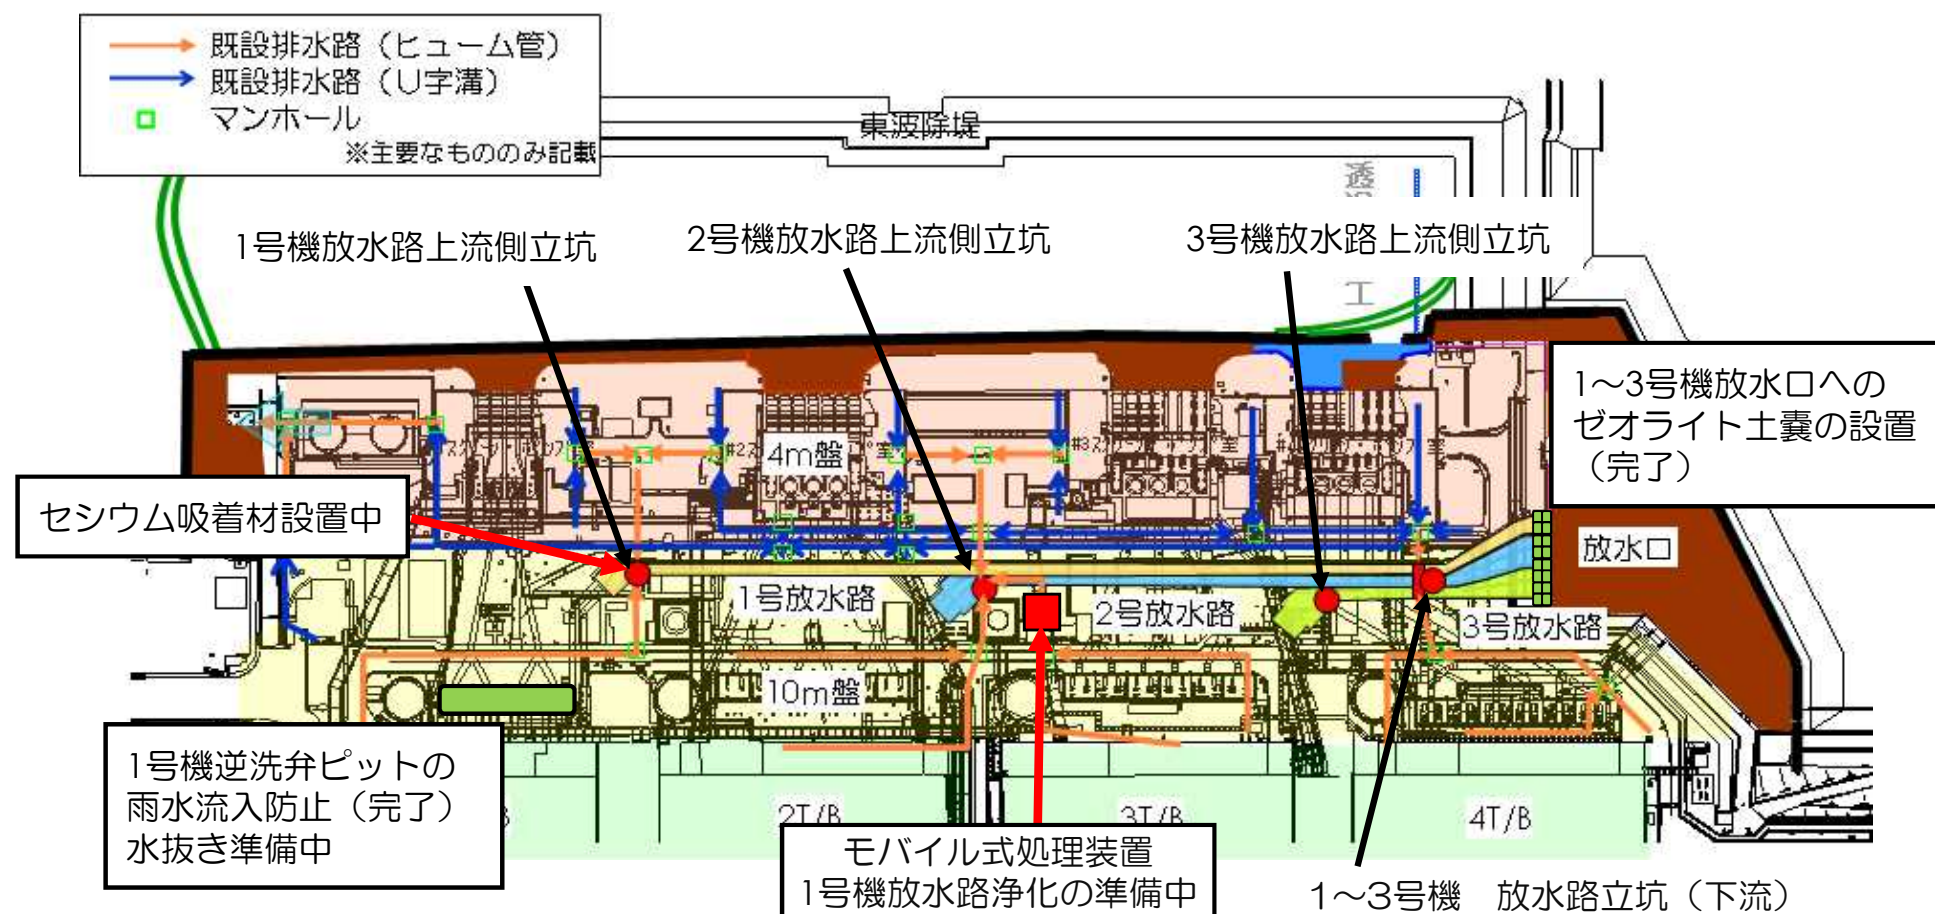 既設排水路（ヒューム管）
既設排水路（U字溝）
マンホール
※主要なもののみ記載
東波除堤
透
工
1号機放水路上流側立坑
2号機放水路上流側立坑
3号機放水路上流側立坑
1～3号機放水口への
ゼオライト土嚢の設置
（完了）
4m盤
セシウム吸着材設置中
放水口
1号放水路
2号放水路
3号放水路
10m盤
1号機逆洗弁ピットの
雨水流入防止（完了）
水抜き準備中
2T/B
3T/B
4T/B
モバイル式処理装置
1号機放水路浄化の準備中
1～3号機　放水路立坑（下流）